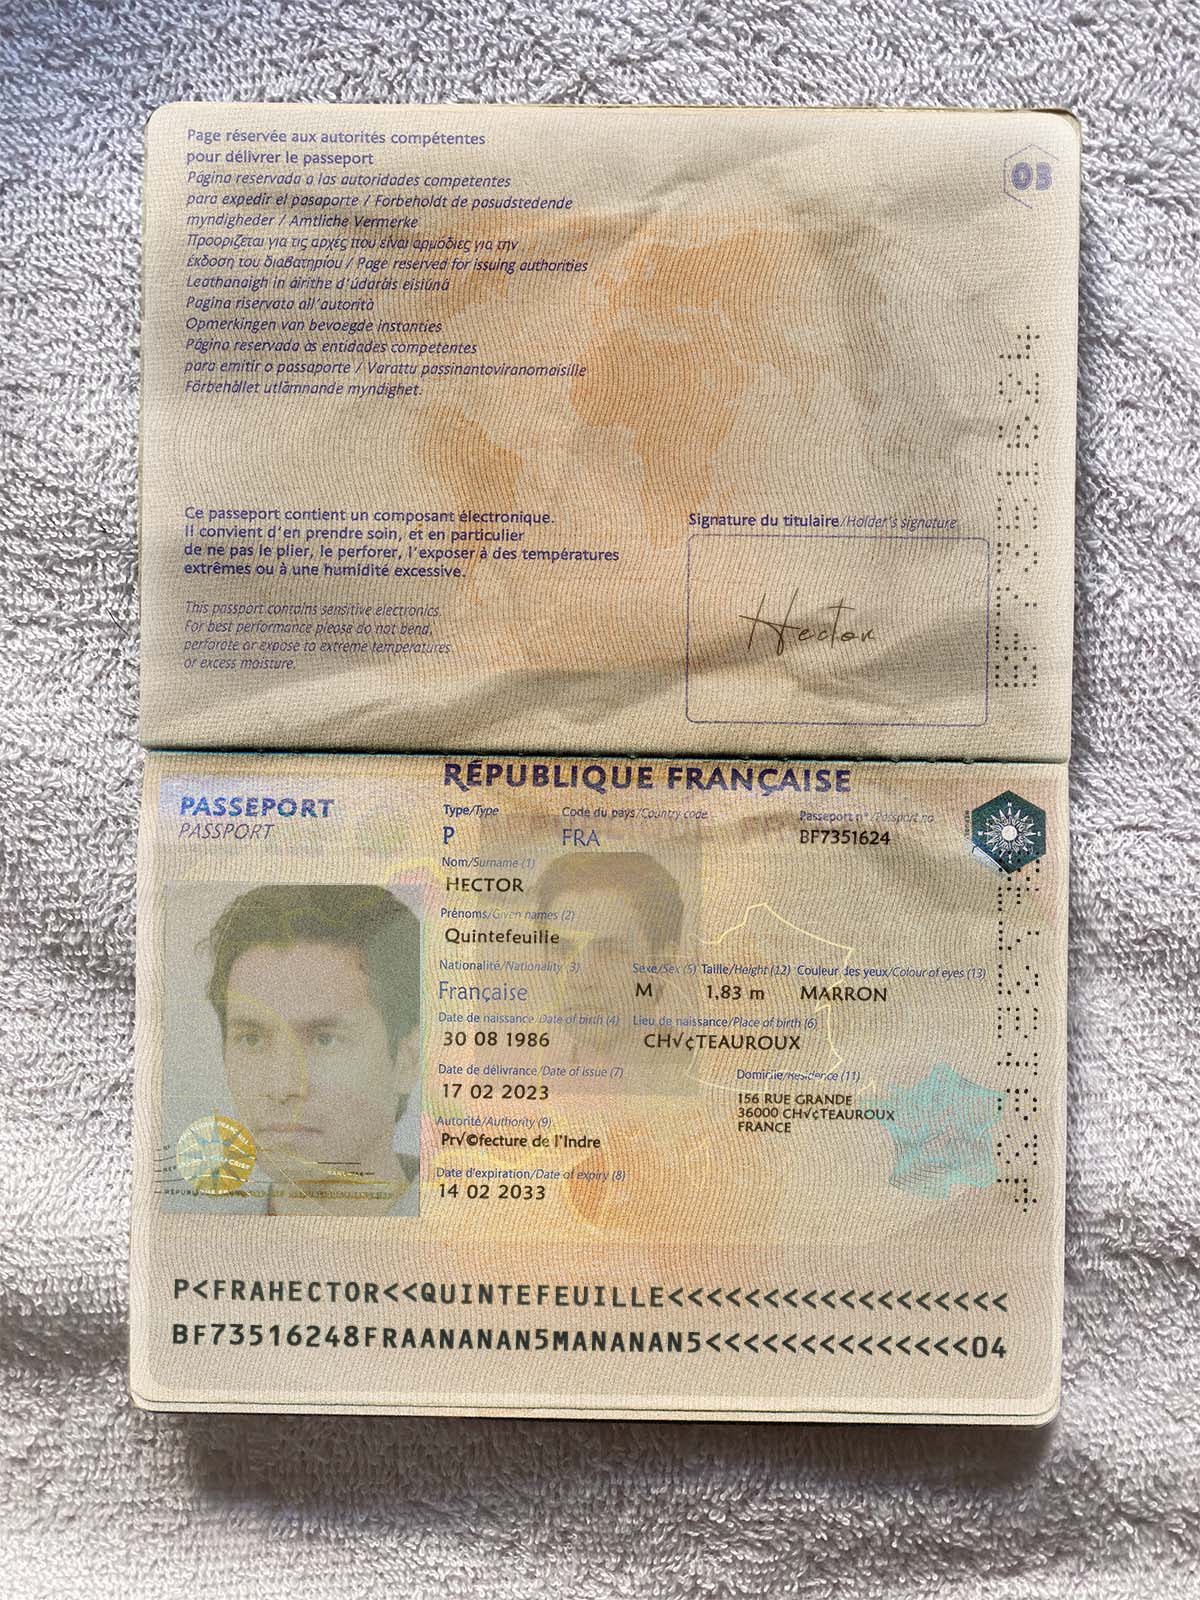 Page réservée aux autorités compétentes
pour délivrer le passeport
03
Pagina reservada a las autoridades competentes
para expedir el pasaporte / Forbeholdt de pasudstedende
myndigheder / Amtliche Vermerke
Προορίζεται για τις αρχές που είναι αρμόδιες για την
έκδοση του διαβατηρίου / Page reserved for issuing authorities
Leathanaigh in áirithe d'údaráis eisiúna
Pagina riservata all'autorità
Opmerkingen van bevoegde instanties
Página reservada às entidades competentes
para emitir o passaporte / Varattu passinantoviranomaisille
Förbehållet utlämnande myndighet.
Ce passeport contient un composant électronique.
Il convient d'en prendre soin, et en particulier
de ne pas le plier, le perforer, l'exposer à des températures
extrêmes ou à une humidité excessive.
This passport contains sensitive electronics.
For best performance please do not bend,
perforate or expose to extreme temperatures
or excess moisture.
Signature du titulaire/Holder's signature
Hector
RÉPUBLIQUE FRANÇAISE
PASSEPORT
PASSPORT
Type/Type Code du pays/Country code Passeport n°/Passport no
P FRA BF7351624
Nom/Surname (1)
HECTOR
Prénoms/Given names (2)
Quintefeuille
Nationalité/Nationality (3) Sexe/Sex (5) Taille/Height (12) Couleur des yeux/Colour of eyes (13)
Française M 1,83 m MARRON
Date de naissance/Date of birth (4) Lieu de naissance/Place of birth (6)
30 08 1986 CH√¢TEAUROUX
Date de délivrance/Date of issue (7) Domicile/Residence (11)
17 02 2023
156 RUE GRANDE
36000 CH√¢TEAUROUX
FRANCE
Autorité/Authority (9)
Pr√©fecture de l'Indre
Date d'expiration/Date of expiry (8)
14 02 2033
P<FRAHECTOR<<QUINTEFEUILLE<<<<<<<<<<<<<<<<<<
BF73516248FRAANANAN5MANANAN5<<<<<<<<<<<<<<04